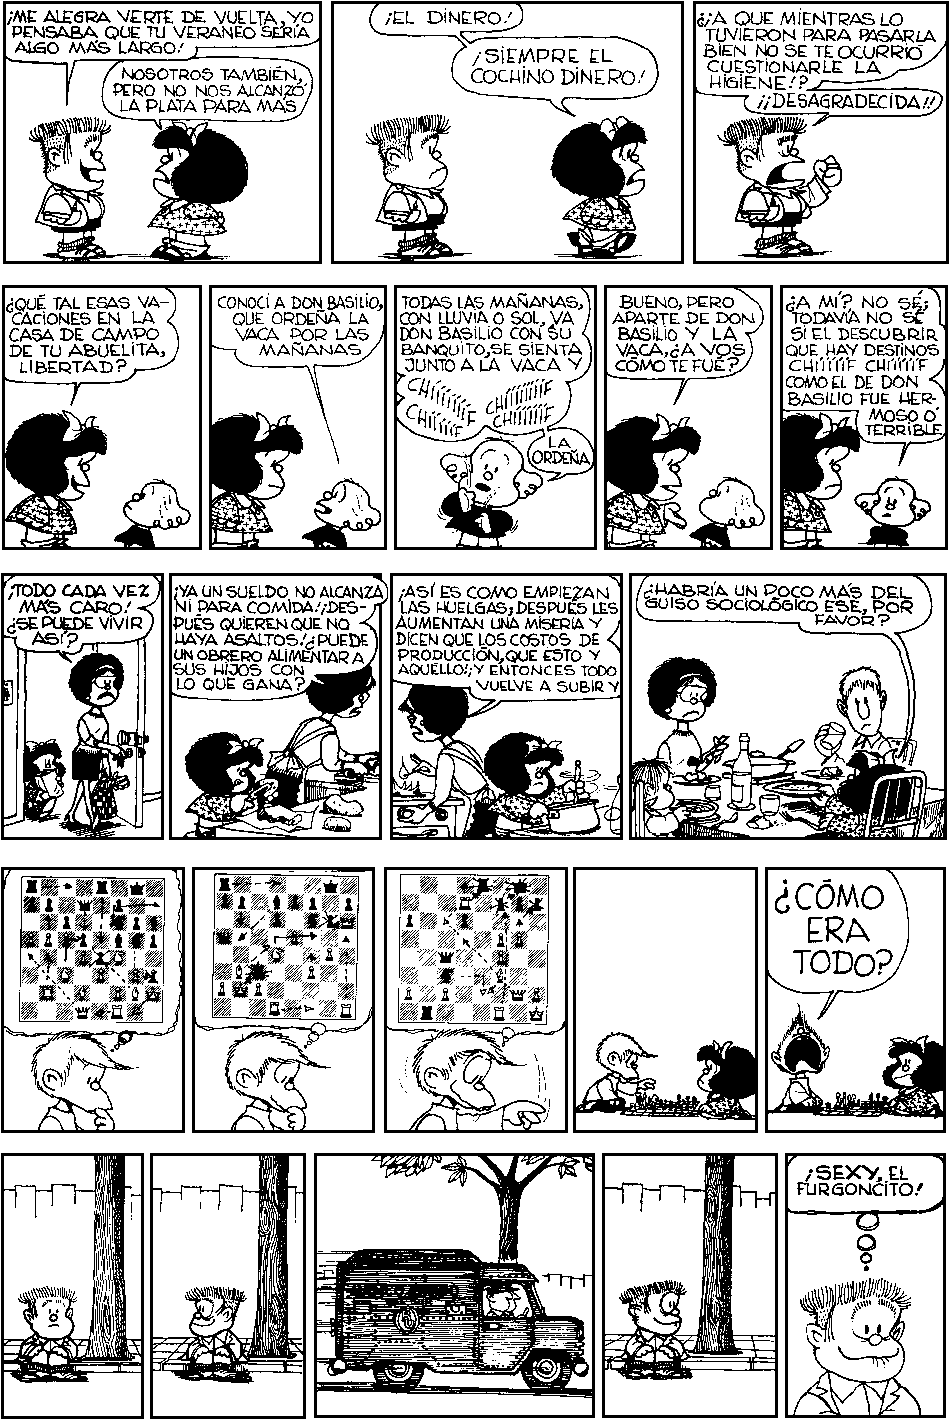 ¡ME ALEGRA VERTE DE VUELTA, YO
PENSABA QUE TU VERANEO SERÍA
ALGO MÁS LARGO!
NOSOTROS TAMBIÉN,
PERO NO NOS ALCANZÓ
LA PLATA PARA MÁS
¡EL DINERO!
¡SIEMPRE EL
COCHINO DINERO!
¿¡A QUE MIENTRAS LO
TUVIERON PARA PASARLA
BIEN NO SE TE OCURRIÓ
CUESTIONARLE LA
HIGIENE!?
¡¡DESAGRADECIDA!!
¿QUÉ TAL ESAS VA-
CACIONES EN LA
CASA DE CAMPO
DE TU ABUELITA,
LIBERTAD?
CONOCÍ A DON BASILIO,
QUE ORDEÑA LA
VACA POR LAS
MAÑANAS
TODAS LAS MAÑANAS,
CON LLUVIA O SOL, VA
DON BASILIO CON SU
BANQUITO, SE SIENTA
JUNTO A LA VACA Y
CHÍÍÍÍÍÍF
CHÍÍÍÍÍÍF
CHÍÍÍÍÍÍF
CHÍÍÍÍÍÍF
LA
ORDEÑA
BUENO, PERO
APARTE DE DON
BASILIO Y LA
VACA, ¿A VOS
CÓMO TE FUE?
¿A MÍ? NO SÉ;
TODAVÍA NO SÉ
SI EL DESCUBRIR
QUE HAY DESTINOS
CHÍÍÍÍÍF CHÍÍÍÍÍF
COMO EL DE DON
BASILIO FUE HER-
MOSO O
TERRIBLE
¡TODO CADA VEZ
MÁS CARO!
¿SE PUEDE VIVIR
ASÍ?
¡YA UN SUELDO NO ALCANZA
NI PARA COMIDA! ¡DES-
PUÉS QUIEREN QUE NO
HAYA ASALTOS! ¿PUEDE
UN OBRERO ALIMENTAR A
SUS HIJOS CON
LO QUE GANA?
¡ASÍ ES COMO EMPIEZAN
LAS HUELGAS; DESPUÉS LES
AUMENTAN UNA MISERIA Y
DICEN QUE LOS COSTOS DE
PRODUCCIÓN, QUE ESTO Y
AQUELLO! ¡Y ENTONCES TODO
VUELVE A SUBIR Y
¿HABRÍA UN POCO MÁS DEL
GUISO SOCIOLÓGICO ESE, POR
FAVOR?
¿CÓMO
ERA
TODO?
¡SEXY, EL
FURGONCITO!